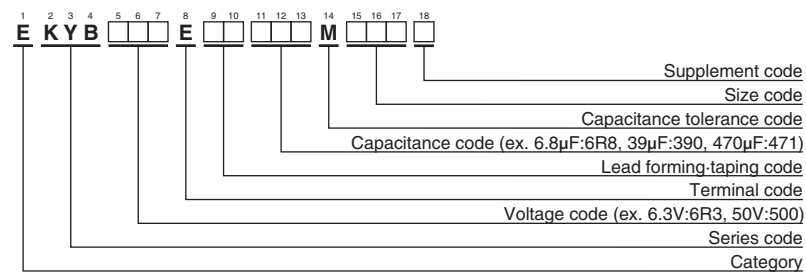 1 2 3 4 5 6 7 8 9 10 11 12 13 14 15 16 17 18
E KYB E M
Supplement code
Size code
Capacitance tolerance code
Capacitance code (ex. 6.8µF:6R8, 39µF:390, 470µF:471)
Lead forming·taping code
Terminal code
Voltage code (ex. 6.3V:6R3, 50V:500)
Series code
Category